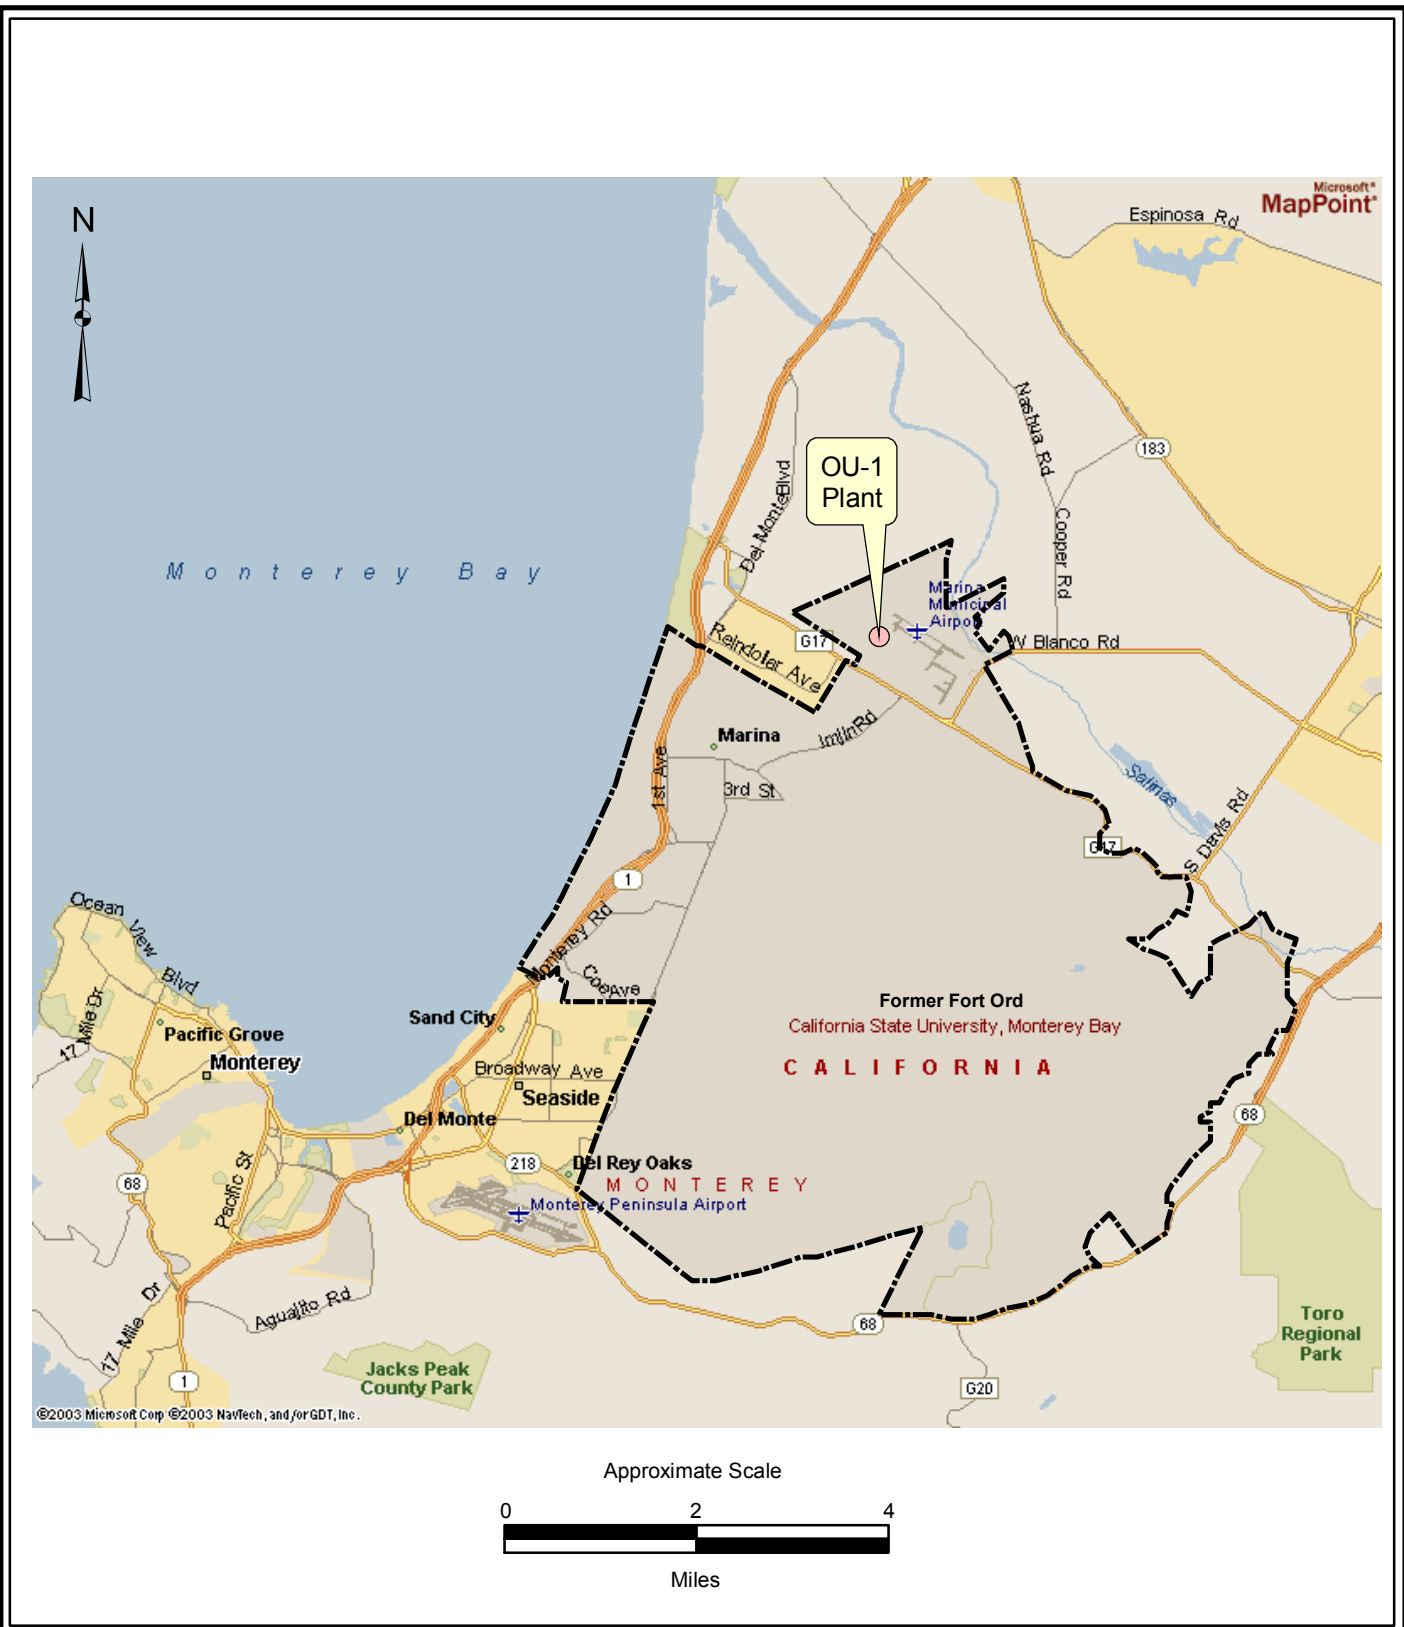 N
Microsoft®
MapPoint®
Espinosa Rd
Nashua Rd
183
OU-1
Plant
Del Monte Blvd
Cooper Rd
Monterey Bay
Marina
Municipal
Airport
G17
Reindollar Ave
W Blanco Rd
Marina
Imjin Rd
1st Ave
3rd St
Salinas
S Davis Rd
G17
1
Ocean View Blvd
Monterey Rd
Coe Ave
17 Mile Dr
Pacific Grove
Sand City
Former Fort Ord
California State University, Monterey Bay
Monterey
Broadway Ave
CALIFORNIA
Seaside
Del Monte
68
218
Del Rey Oaks
MONTEREY
68
Pacific St
Monterey Peninsula Airport
17 Mile Dr
Aguajito Rd
68
Toro
Regional
Park
Jacks Peak
County Park
1
G20
©2003 Microsoft Corp ©2003 NavTech, and/or GDT, Inc.
Approximate Scale
0 2 4
Miles